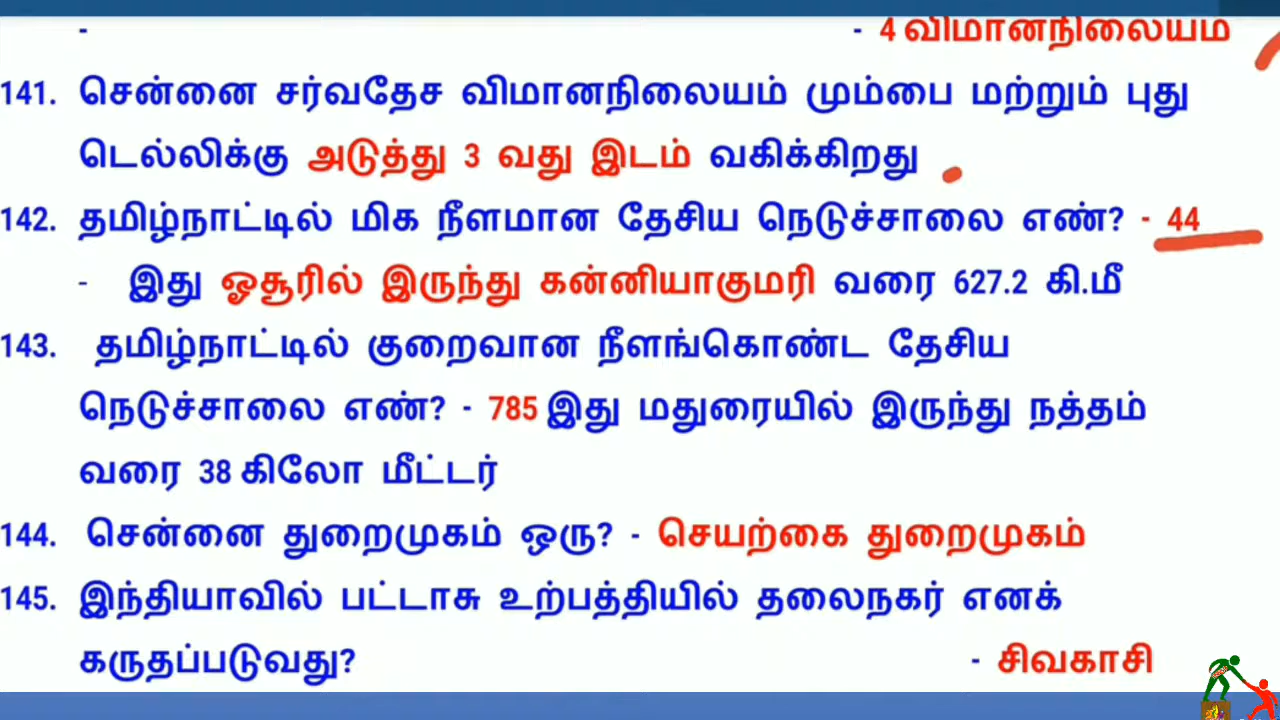 - - 4 விமானநிலையம்
141. சென்னை சர்வதேச விமானநிலையம் மும்பை மற்றும் புது
டெல்லிக்கு அடுத்து 3 வது இடம் வகிக்கிறது
142. தமிழ்நாட்டில் மிக நீளமான தேசிய நெடுச்சாலை எண்? - 44
- இது ஓசூரில் இருந்து கன்னியாகுமரி வரை 627.2 கி.மீ
143. தமிழ்நாட்டில் குறைவான நீளங்கொண்ட தேசிய
நெடுச்சாலை எண்? - 785 இது மதுரையில் இருந்து நத்தம்
வரை 38 கிலோ மீட்டர்
144. சென்னை துறைமுகம் ஒரு? - செயற்கை துறைமுகம்
145. இந்தியாவில் பட்டாசு உற்பத்தியில் தலைநகர் எனக்
கருதப்படுவது? - சிவகாசி